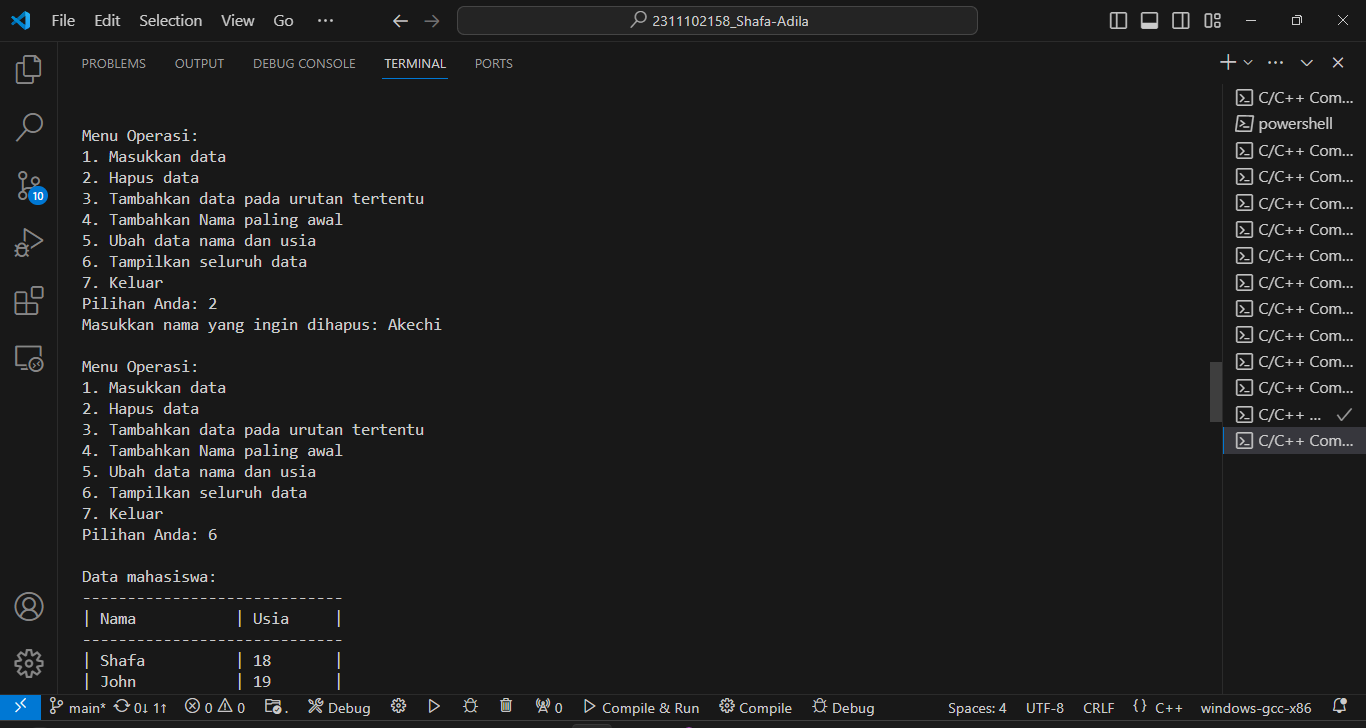 File Edit Selection View Go ··· 2311102158_Shafa-Adila
PROBLEMS OUTPUT DEBUG CONSOLE TERMINAL PORTS
Menu Operasi:
1. Masukkan data
2. Hapus data
3. Tambahkan data pada urutan tertentu
4. Tambahkan Nama paling awal
5. Ubah data nama dan usia
6. Tampilkan seluruh data
7. Keluar
Pilihan Anda: 2
Masukkan nama yang ingin dihapus: Akechi
Menu Operasi:
1. Masukkan data
2. Hapus data
3. Tambahkan data pada urutan tertentu
4. Tambahkan Nama paling awal
5. Ubah data nama dan usia
6. Tampilkan seluruh data
7. Keluar
Pilihan Anda: 6
Data mahasiswa:
-----------------------------
| Nama | Usia |
-----------------------------
| Shafa | 18 |
| John | 19 |
C/C++ Com...
powershell
C/C++ Com...
C/C++ Com...
C/C++ Com...
C/C++ Com...
C/C++ Com...
C/C++ Com...
C/C++ Com...
C/C++ Com...
C/C++ Com...
C/C++ Com...
C/C++ ...
C/C++ Com...
10
main* 0↓ 1↑ 0 0 . Debug 0 Compile & Run Compile Debug Spaces: 4 UTF-8 CRLF {} C++ windows-gcc-x86